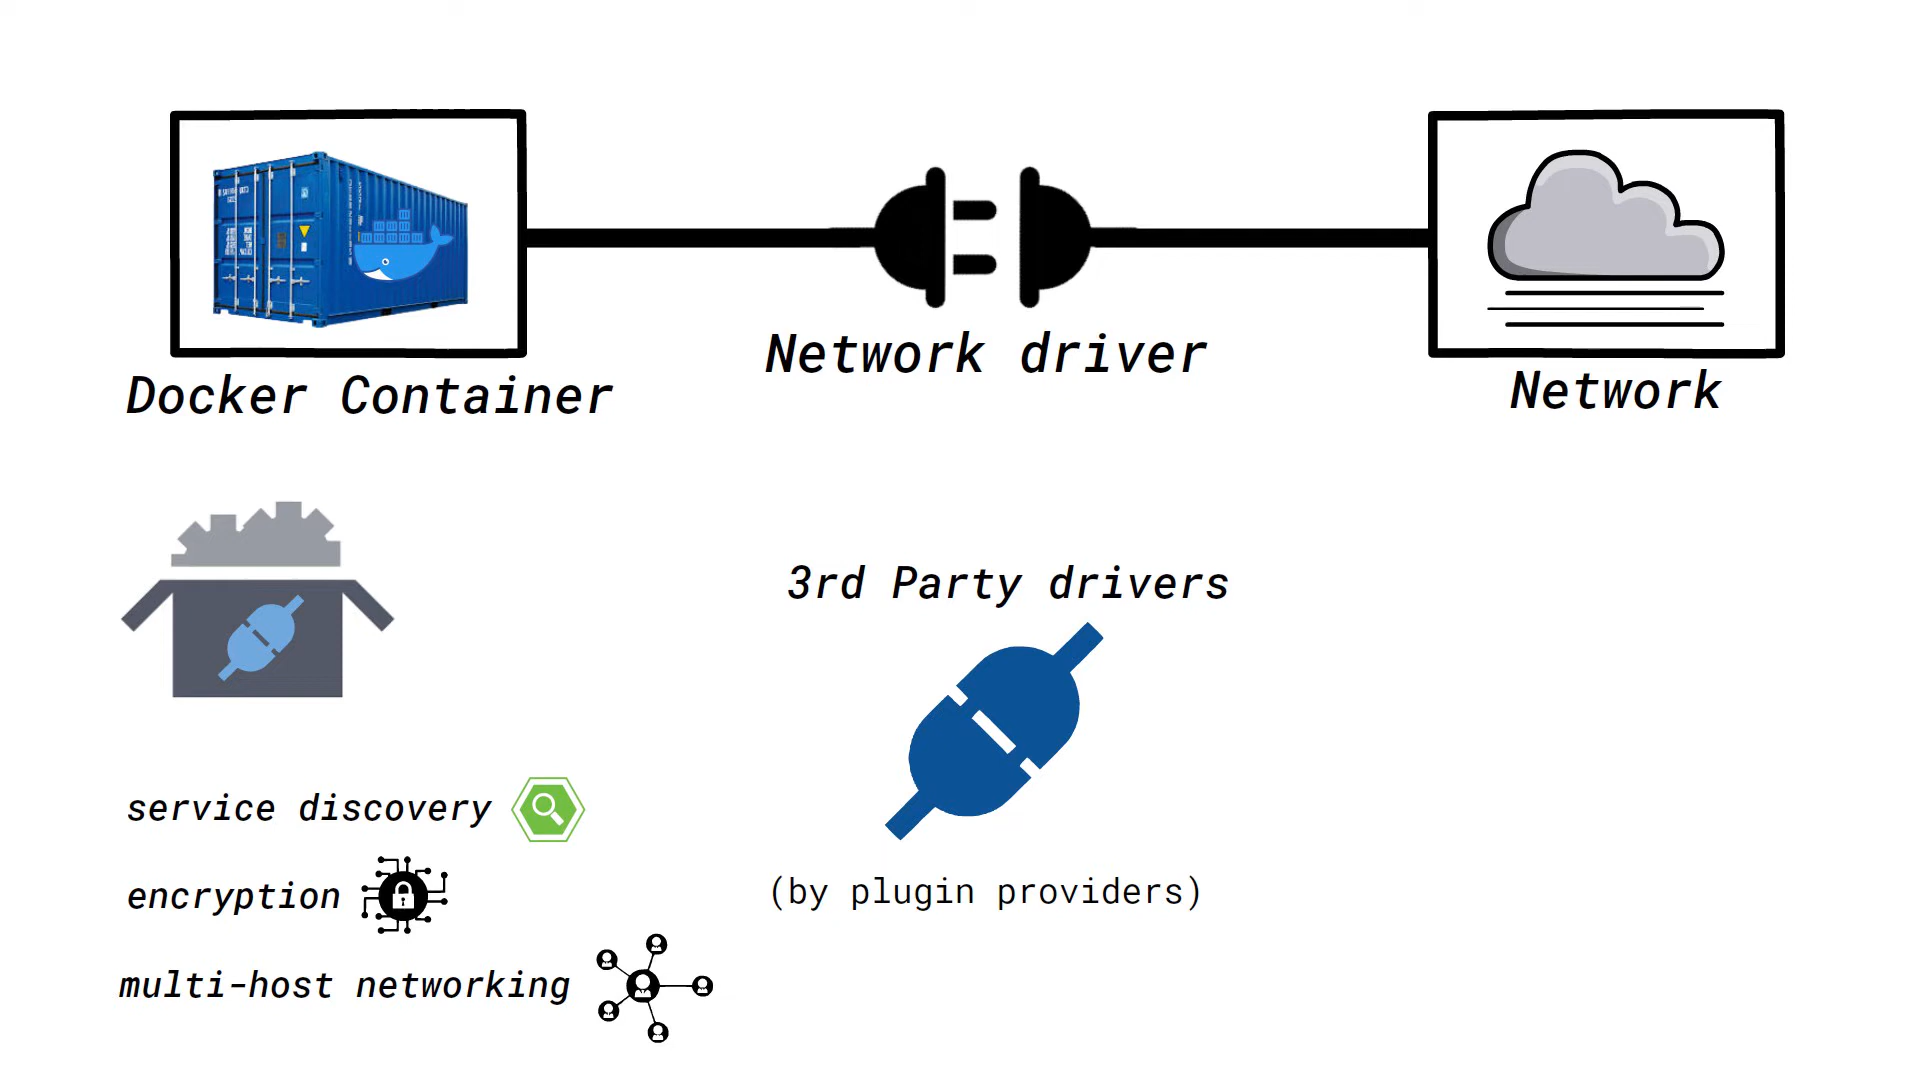 Docker Container
Network driver
Network
3rd Party drivers
(by plugin providers)
service discovery
encryption
multi-host networking